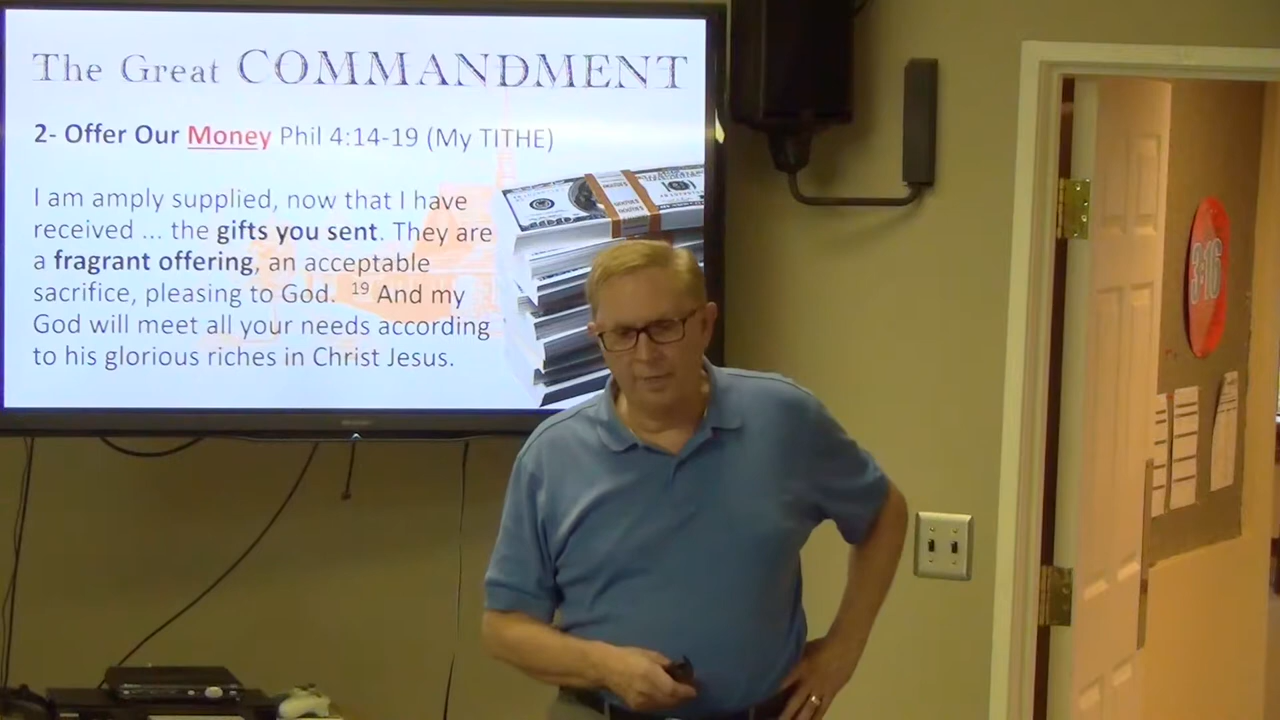 The Great COMMANDMENT
2- Offer Our Money Phil 4:14-19 (My TITHE)
I am amply supplied, now that I have
received ... the gifts you sent. They are
a fragrant offering, an acceptable
sacrifice, pleasing to God. 19 And my
God will meet all your needs according
to his glorious riches in Christ Jesus.
3:16